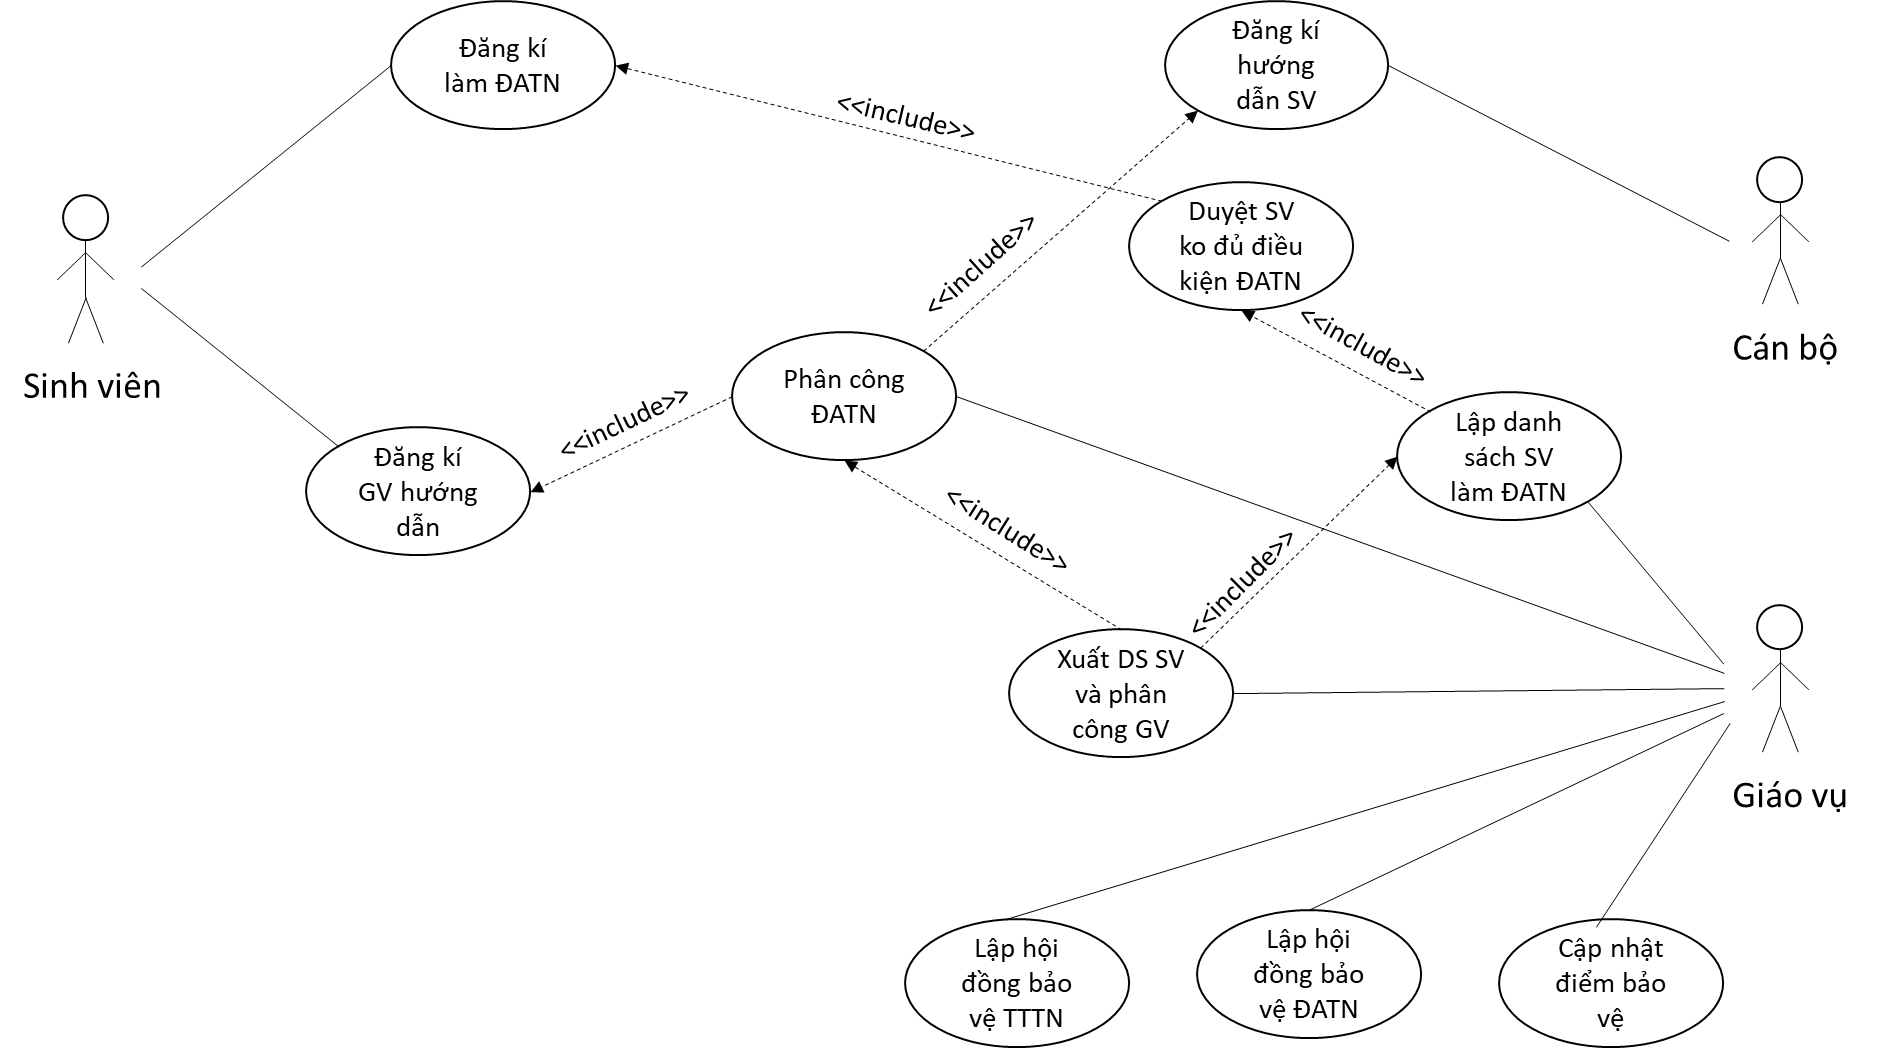 Đăng kí
làm ĐATN
Đăng kí
hướng
dẫn SV
<<include>>
Duyệt SV
ko đủ điều
kiện ĐATN
<<include>>
<<include>>
Cán bộ
Sinh viên
Phân công
ĐATN
<<include>>
Lập danh
sách SV
làm ĐATN
Đăng kí
GV hướng
dẫn
<<include>>
<<include>>
Xuất DS SV
và phân
công GV
Giáo vụ
Lập hội
đồng bảo
vệ TTTN
Lập hội
đồng bảo
vệ ĐATN
Cập nhật
điểm bảo
vệ